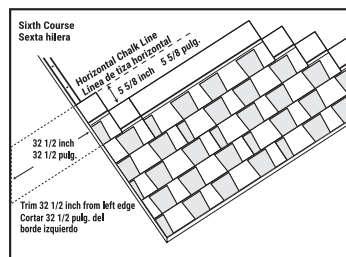 Sixth Course
Sexta hilera
Horizontal Chalk Line
Línea de tiza horizontal
5 5/8 inch 5 5/8 pulg.
32 1/2 inch
32 1/2 pulg.
Trim 32 1/2 inch from left edge
Cortar 32 1/2 pulg. del
borde izquierdo